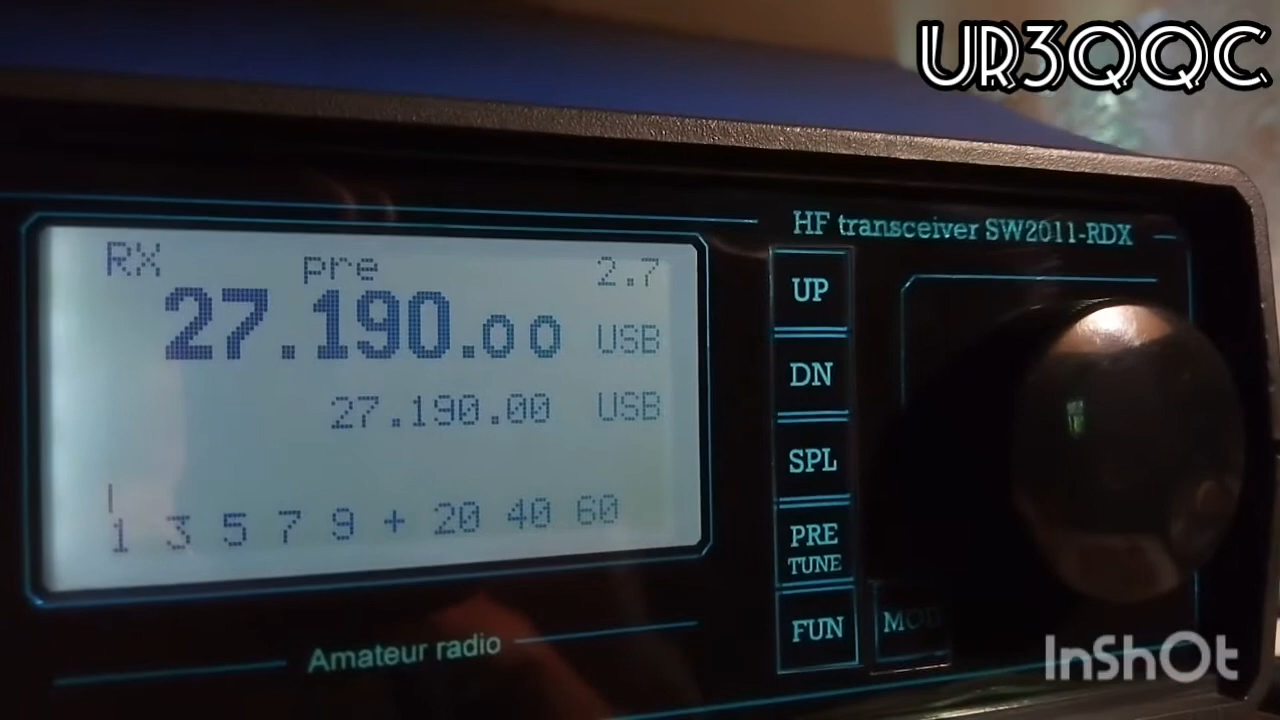 UR3QQC
HF transceiver SW2011-RDX
RX pre 2.7
27.190.00 USB
27.190.00 USB
1 3 5 7 9 + 20 40 60
UP
DN
SPL
PRE
TUNE
FUN
Amateur radio
InShOt